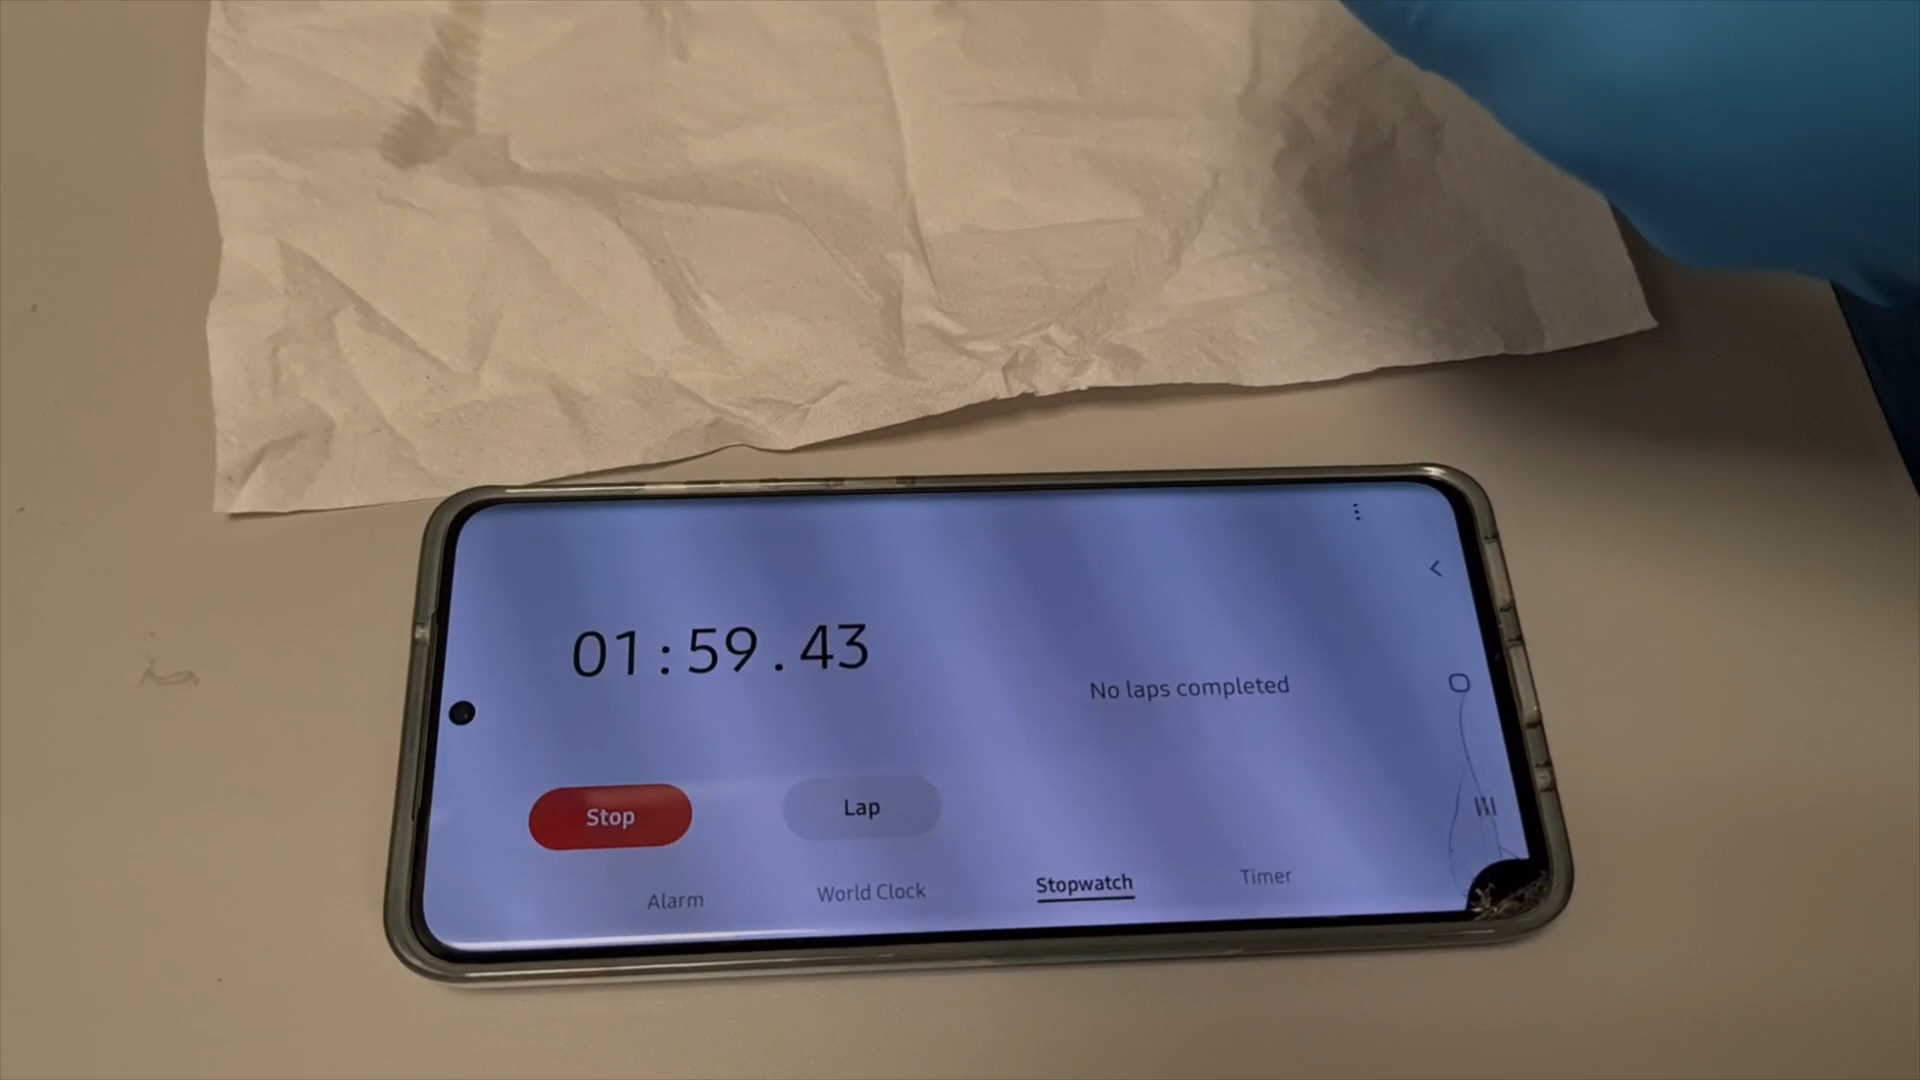 01:59.43
No laps completed
Stop
Lap
Alarm
World Clock
Stopwatch
Timer